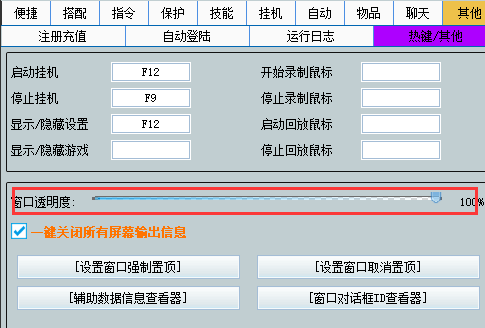 便捷 搭配 指令 保护 技能 挂机 自动 物品 聊天 其他
注册充值 自动登陆 运行日志 热键/其他
启动挂机 F12 开始录制鼠标
停止挂机 F9 停止录制鼠标
显示/隐藏设置 F12 启动回放鼠标
显示/隐藏游戏 停止回放鼠标
窗口透明度: 100%
一键关闭所有屏幕输出信息
[设置窗口强制置顶] [设置窗口取消置顶]
[辅助数据信息查看器] [窗口对话框ID查看器]